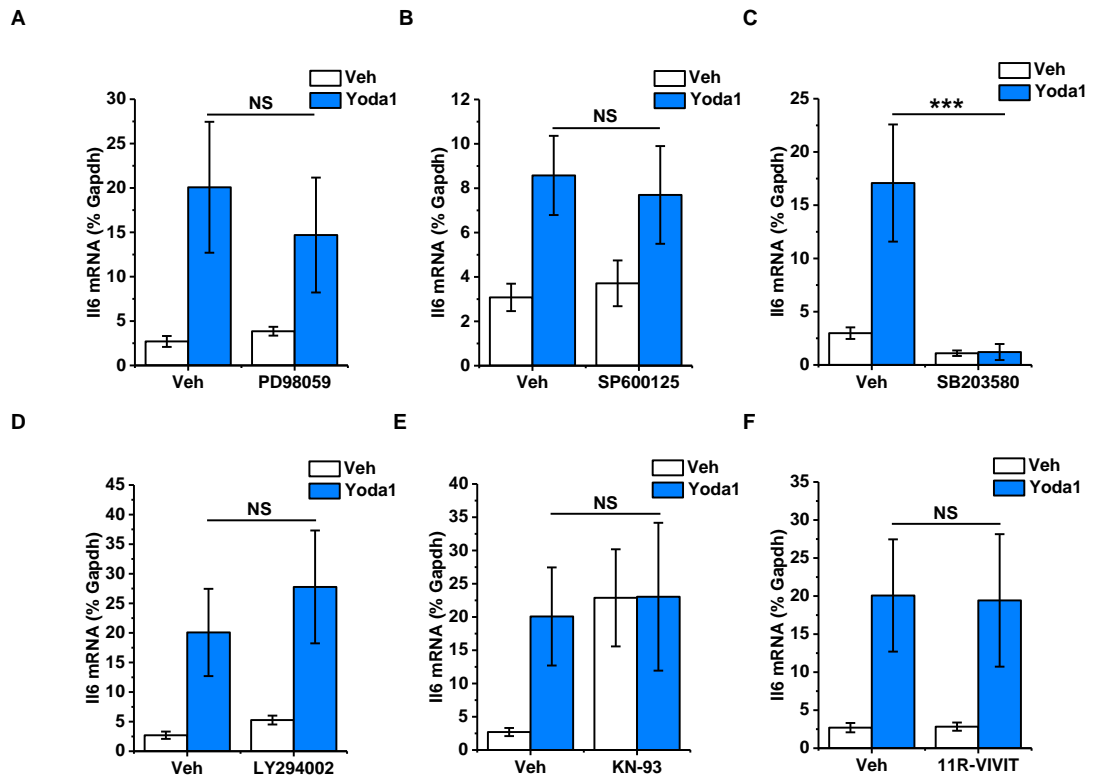 A
Veh
Yoda1
NS
30
25
20
15
10
5
0
Il6 mRNA (% Gapdh)
Veh PD98059
B
Veh
Yoda1
NS
12
10
8
6
4
2
0
Il6 mRNA (% Gapdh)
Veh SP600125
C
Veh
Yoda1
***
25
20
15
10
5
0
Il6 mRNA (% Gapdh)
Veh SB203580
D
Veh
Yoda1
NS
45
40
35
30
25
20
15
10
5
0
Il6 mRNA (% Gapdh)
Veh LY294002
E
Veh
Yoda1
NS
40
35
30
25
20
15
10
5
0
Il6 mRNA (% Gapdh)
Veh KN-93
F
Veh
Yoda1
NS
35
30
25
20
15
10
5
0
Il6 mRNA (% Gapdh)
Veh 11R-VIVIT